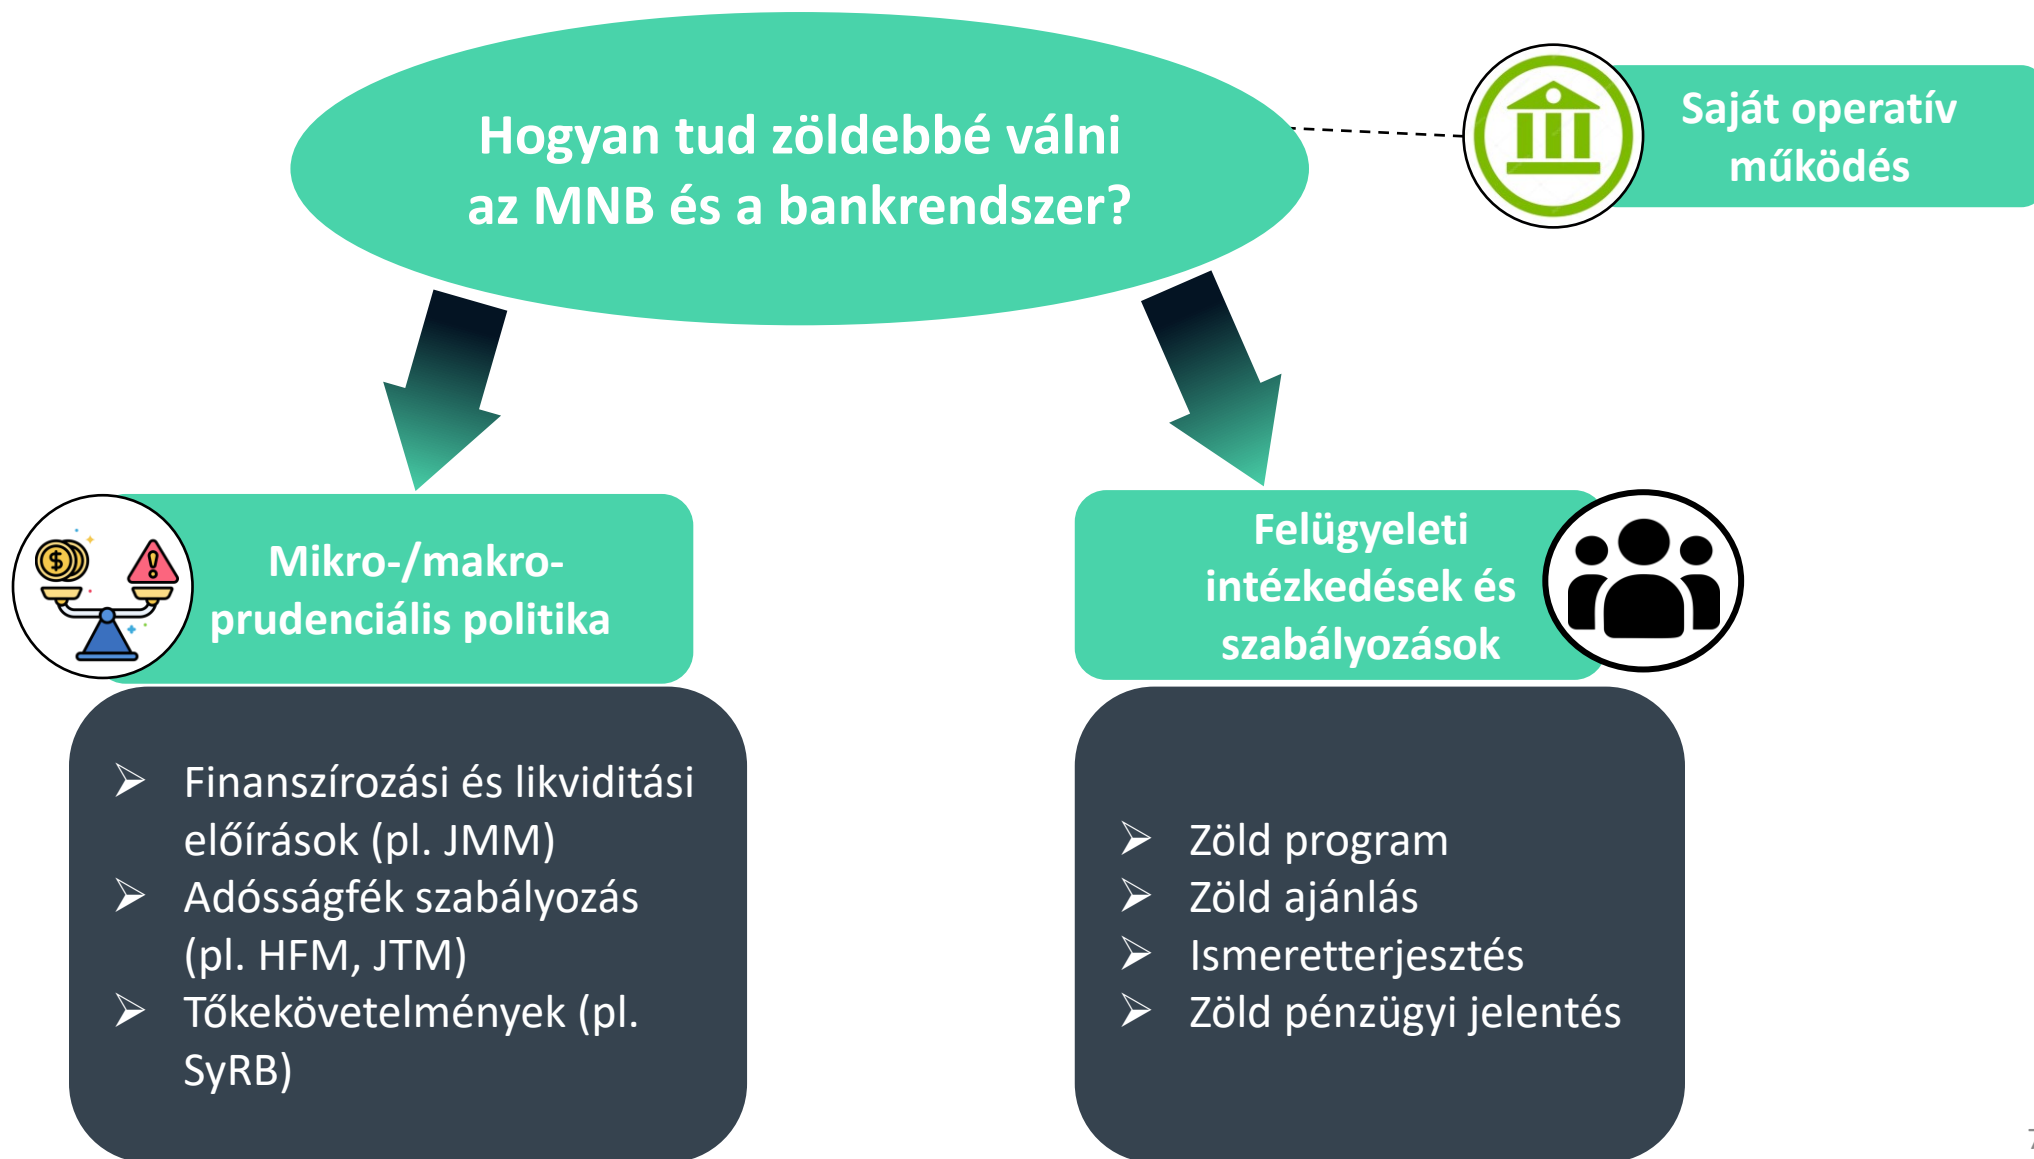 Hogyan tud zöldebbé válni
az MNB és a bankrendszer?
Saját operatív
működés
Mikro-/makro-
prudenciális politika
➢ Finanszírozási és likviditási
előírások (pl. JMM)
➢ Adósságfék szabályozás
(pl. HFM, JTM)
➢ Tőkekövetelmények (pl.
SyRB)
Felügyeleti
intézkedések és
szabályozások
➢ Zöld program
➢ Zöld ajánlás
➢ Ismeretterjesztés
➢ Zöld pénzügyi jelentés
7